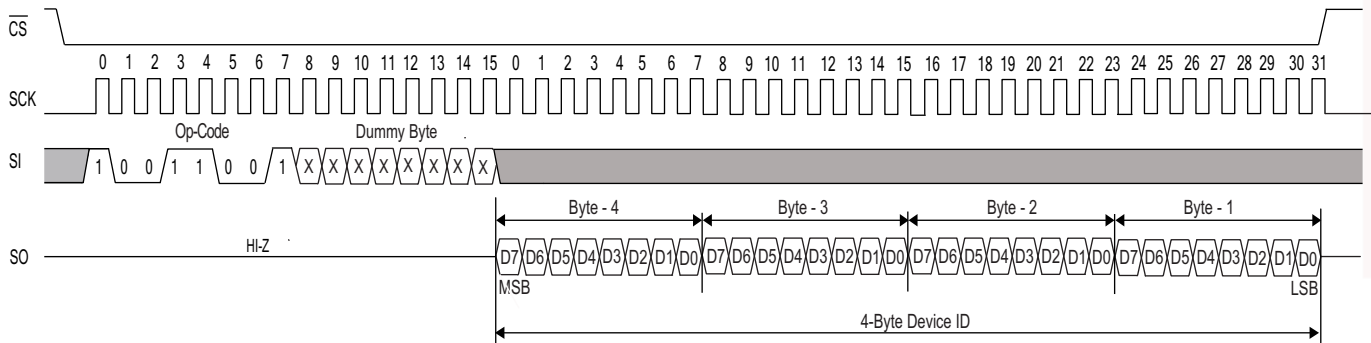 CS
0 1 2 3 4 5 6 7 8 9 10 11 12 13 14 15 0 1 2 3 4 5 6 7 8 9 10 11 12 13 14 15 16 17 18 19 20 21 22 23 24 25 26 27 28 29 30 31
SCK
Op-Code Dummy Byte
SI 1 0 0 1 1 0 0 1 X X X X X X X X
Byte - 4 Byte - 3 Byte - 2 Byte - 1
HI-Z
SO D7 D6 D5 D4 D3 D2 D1 D0 D7 D6 D5 D4 D3 D2 D1 D0 D7 D6 D5 D4 D3 D2 D1 D0 D7 D6 D5 D4 D3 D2 D1 D0
MSB LSB
4-Byte Device ID